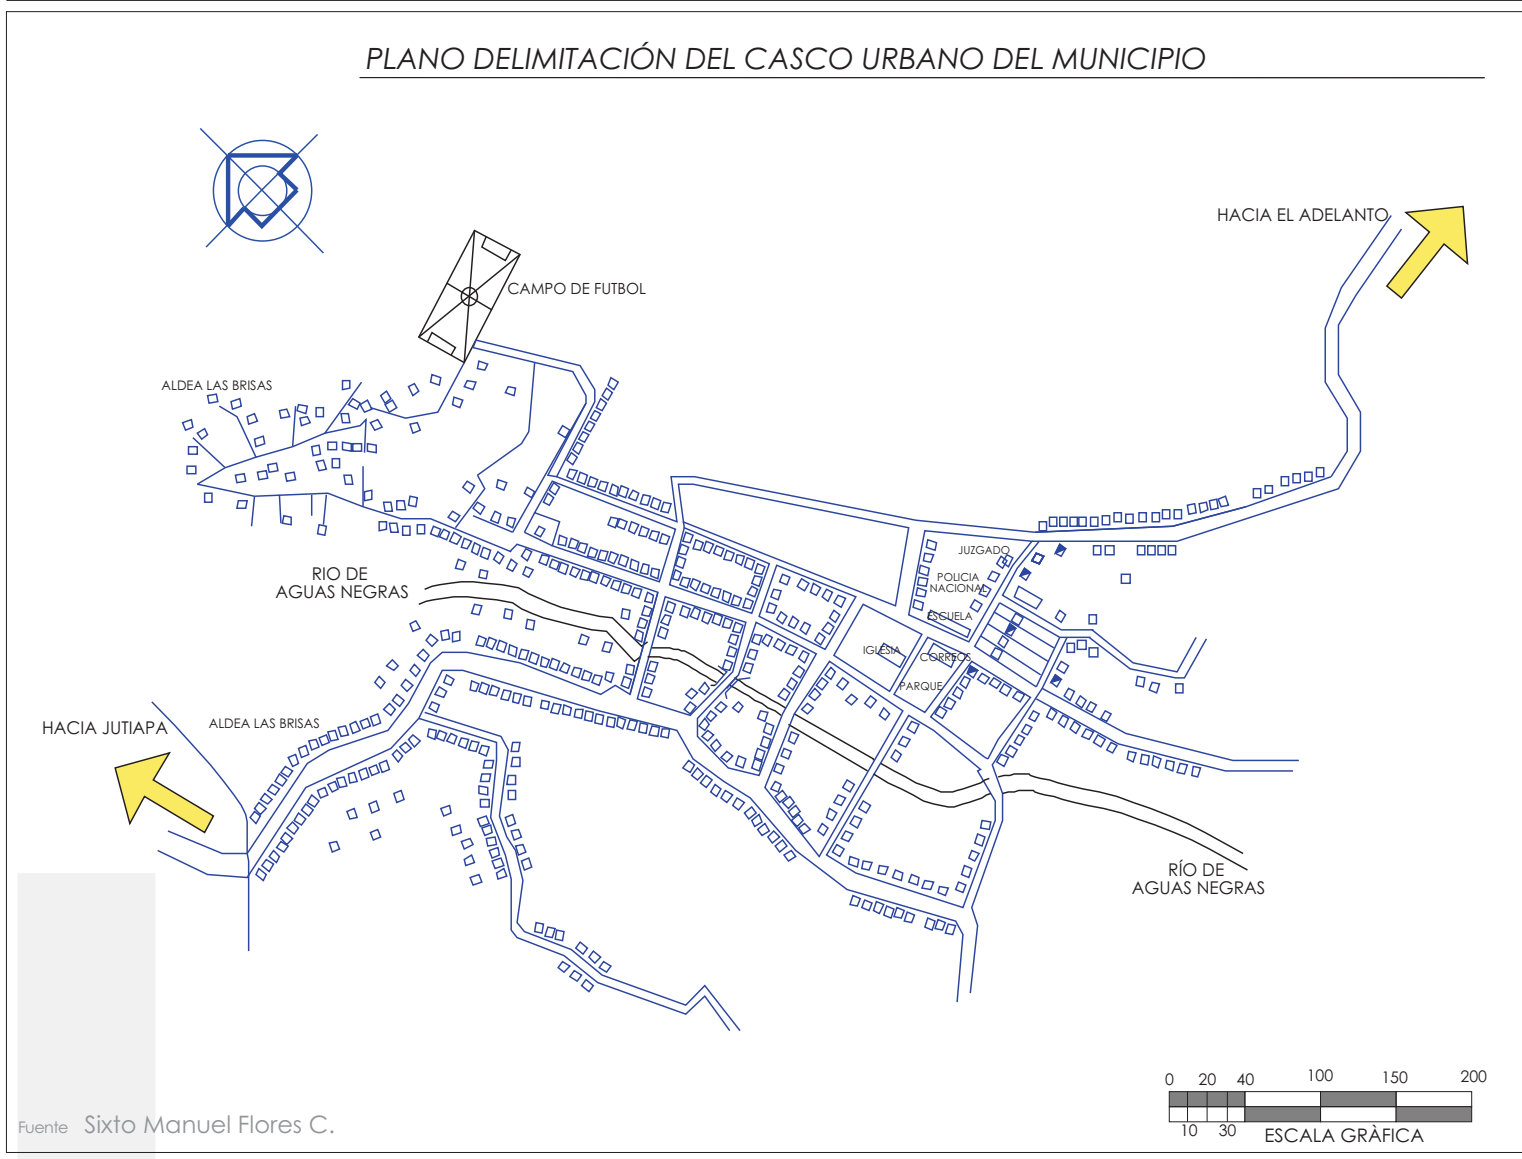 PLANO DELIMITACIÓN DEL CASCO URBANO DEL MUNICIPIO
HACIA EL ADELANTO
CAMPO DE FUTBOL
ALDEA LAS BRISAS
JUZGADO
POLICIA
NACIONAL
RIO DE
AGUAS NEGRAS
ESCUELA
IGLESIA
CORREOS
PARQUE
ALDEA LAS BRISAS
HACIA JUTIAPA
RÍO DE
AGUAS NEGRAS
0 20 40 100 150 200
10 30
ESCALA GRÀFICA
Fuente Sixto Manuel Flores C.